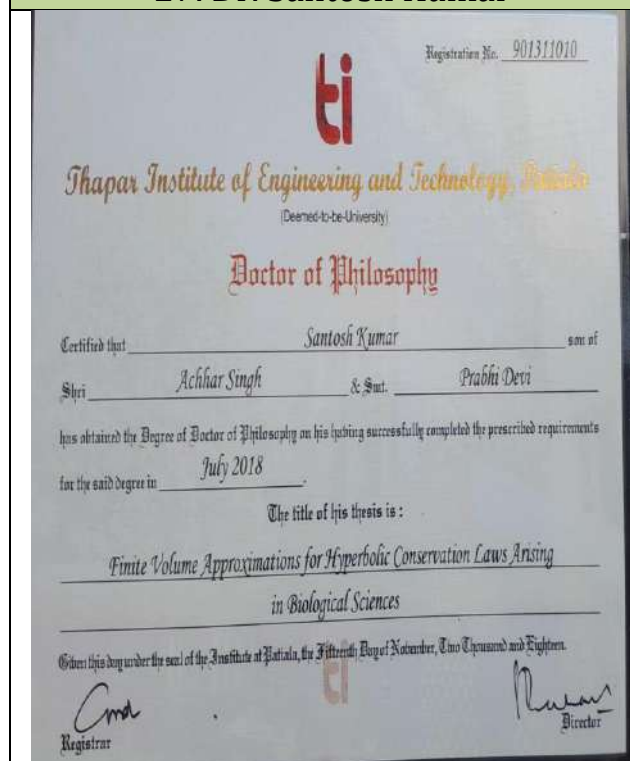 Registration No. 901311010
ti
Thapar Institute of Engineering and Technology, Patiala
(Deemed-to-be-University)
Doctor of Philosophy
Certified that Santosh Kumar son of
Shri Achhar Singh & Smt. Prabhi Devi
has obtained the Degree of Doctor of Philosophy on his having successfully completed the prescribed requirements
for the said degree in July 2018.
The title of his thesis is :
Finite Volume Approximations for Hyperbolic Conservation Laws Arising
in Biological Sciences
Given this day under the seal of the Institute at Patiala, the Fifteenth Day of November, Two Thousand and Eighteen.
Registrar
Director